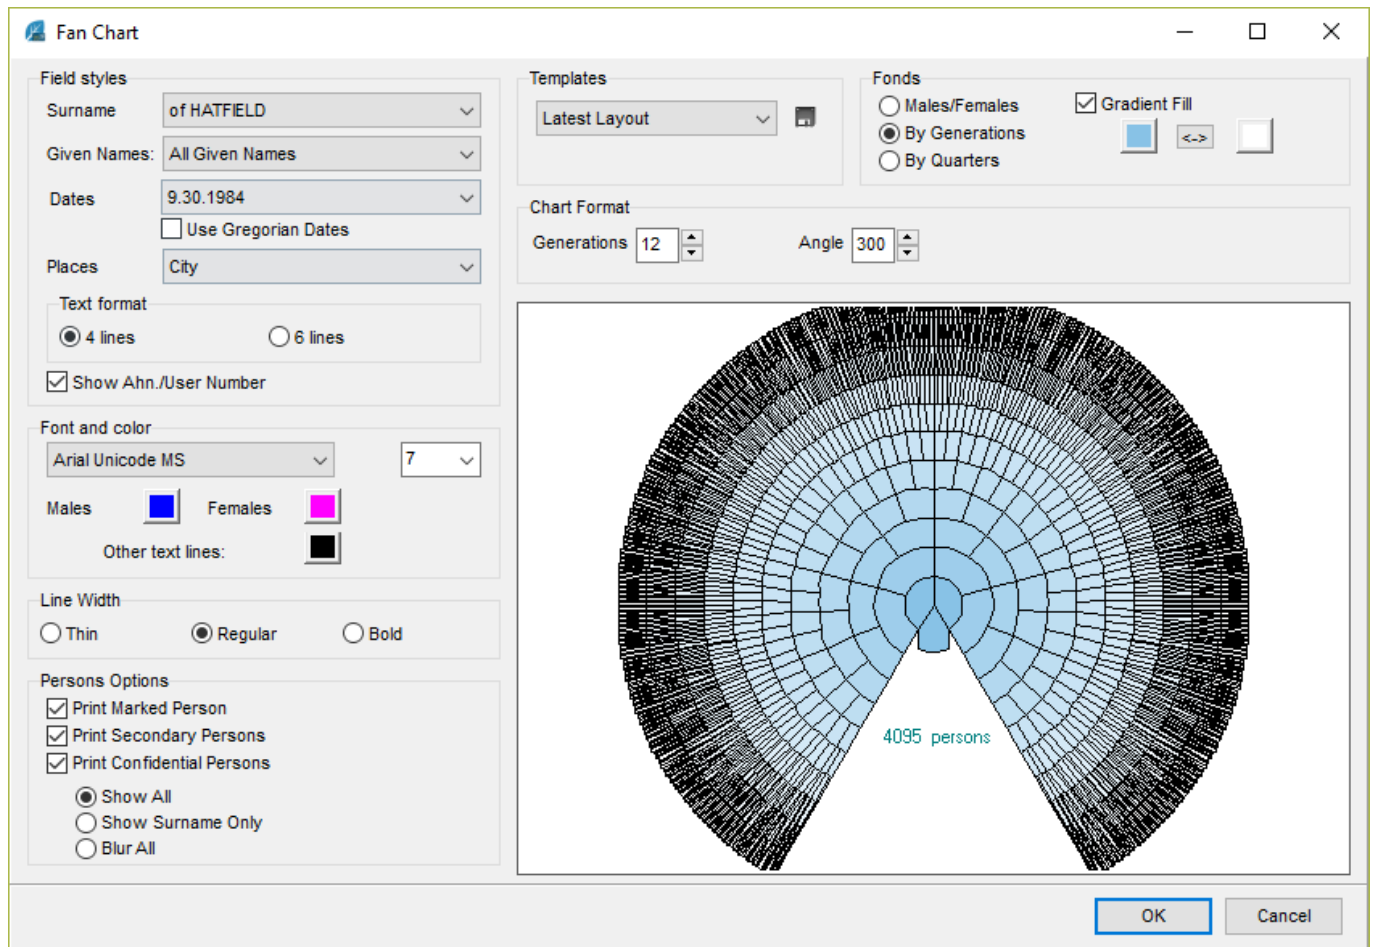 Fan Chart
Field styles
Surname
of HATFIELD
Given Names:
All Given Names
Dates
9.30.1984
Use Gregorian Dates
Places
City
Text format
4 lines
6 lines
Show Ahn./User Number
Font and color
Arial Unicode MS
7
Males
Females
Other text lines:
Line Width
Thin
Regular
Bold
Persons Options
Print Marked Person
Print Secondary Persons
Print Confidential Persons
Show All
Show Surname Only
Blur All
Templates
Latest Layout
Fonds
Males/Females
By Generations
By Quarters
Gradient Fill
<->
Chart Format
Generations 12
Angle 300
4095 persons
OK
Cancel